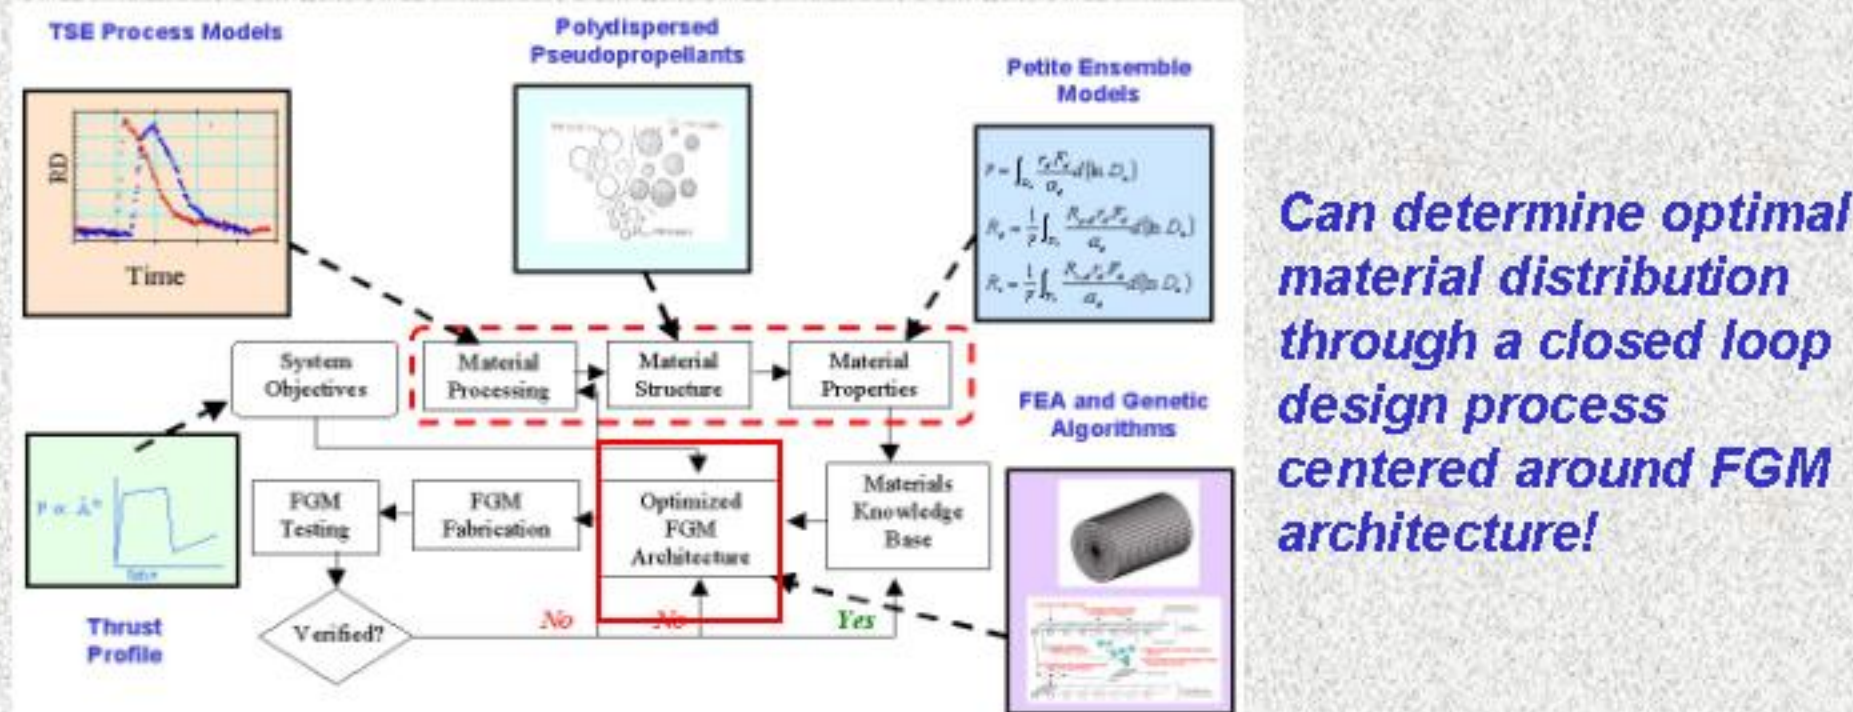 TSE Process Models
Polydispersed
Pseudopropellants
Petite Ensemble
Models
RD
Time
Can determine optimal
material distribution
through a closed loop
design process
centered around FGM
architecture!
System
Objectives
Material
Processing
Material
Structure
Material
Properties
FEA and Genetic
Algorithms
FGM
Testing
FGM
Fabrication
Optimized
FGM
Architecture
Materials
Knowledge
Base
Thrust
Profile
Verified?
No
No
Yes